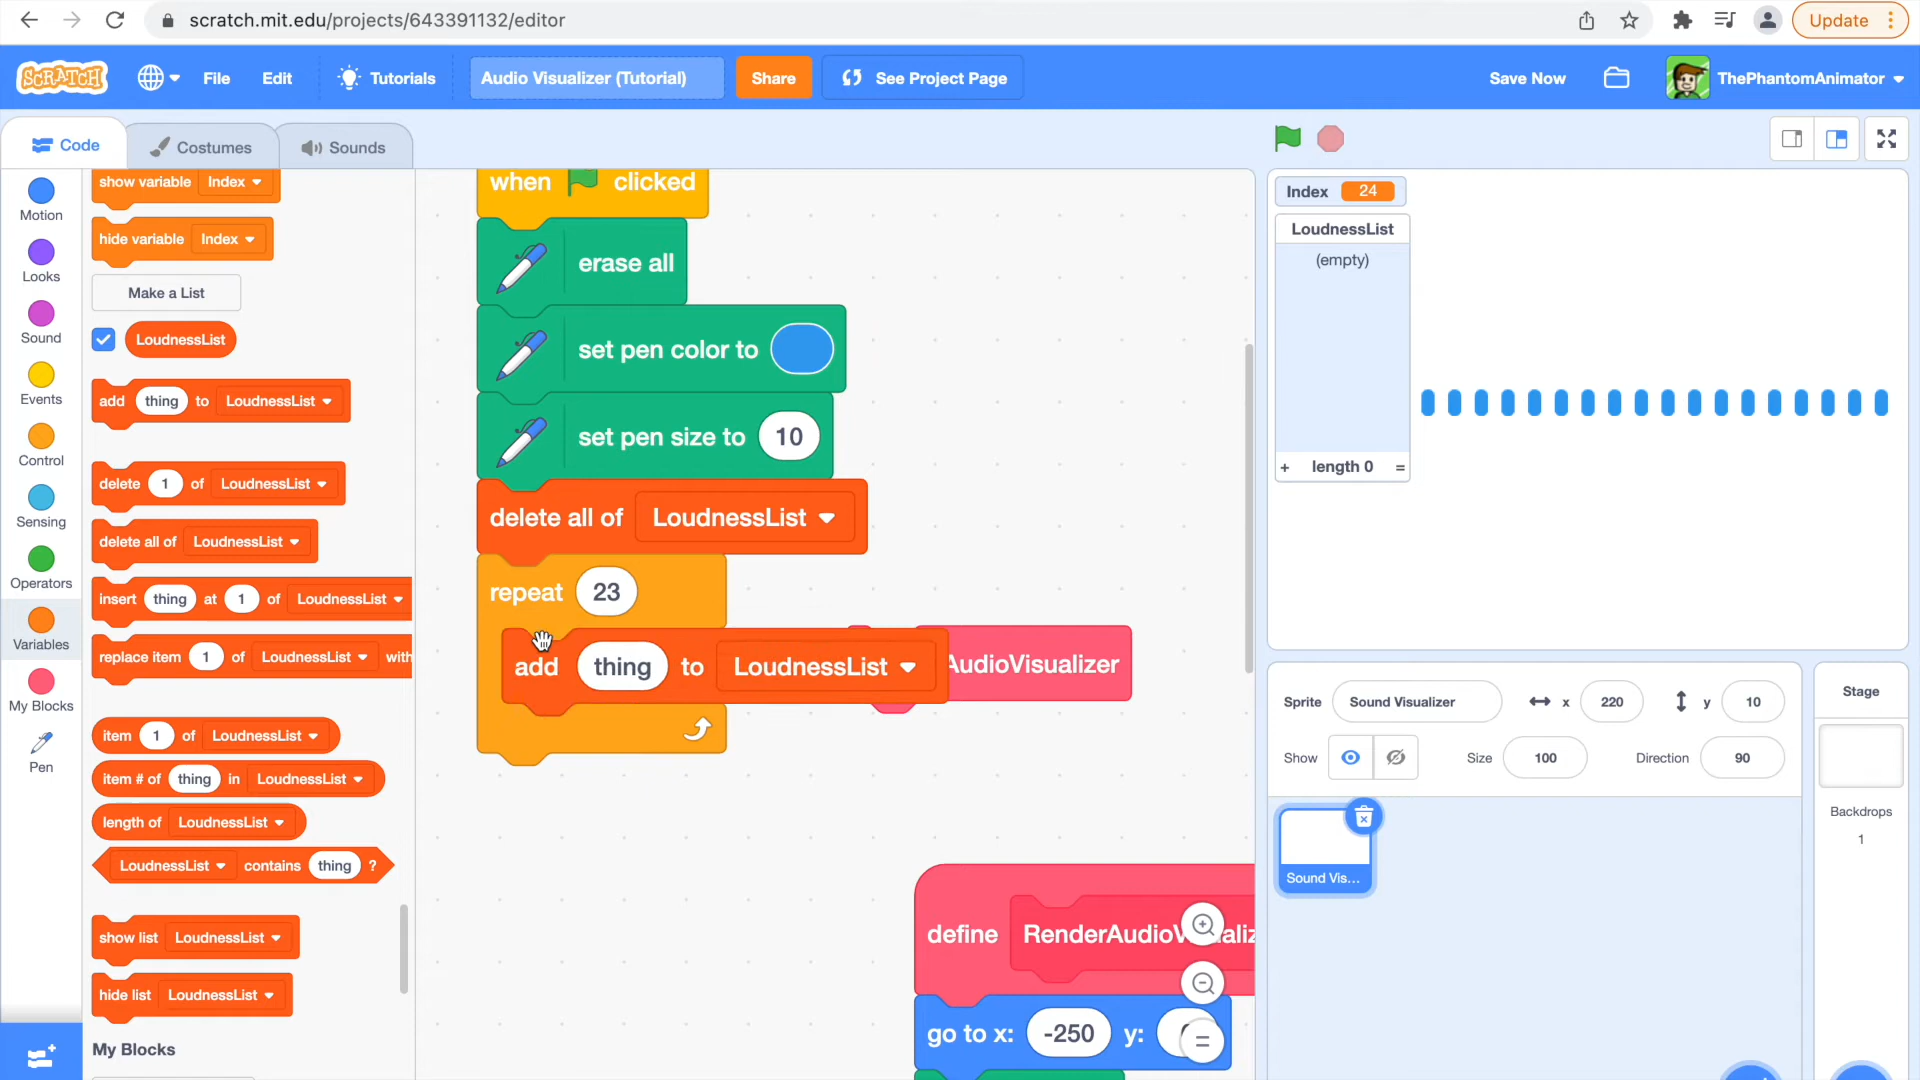 scratch.mit.edu/projects/643391132/editor
Update
SCRATCH
File
Edit
Tutorials
Audio Visualizer (Tutorial)
Share
See Project Page
Save Now
ThePhantomAnimator
Code
Costumes
Sounds
Motion
Looks
Sound
Events
Control
Sensing
Operators
Variables
My Blocks
Pen
show variable Index
hide variable Index
Make a List
LoudnessList
add thing to LoudnessList
delete 1 of LoudnessList
delete all of LoudnessList
insert thing at 1 of LoudnessList
replace item 1 of LoudnessList with
item 1 of LoudnessList
item # of thing in LoudnessList
length of LoudnessList
LoudnessList contains thing ?
show list LoudnessList
hide list LoudnessList
My Blocks
when clicked
erase all
set pen color to
set pen size to 10
delete all of LoudnessList
repeat 23
add thing to LoudnessList
AudioVisualizer
define
go to x: -250 y:
Index 24
LoudnessList
(empty)
+ length 0 =
Sprite Sound Visualizer x 220 y 10
Show Size 100 Direction 90
Sound Vis...
Stage
Backdrops
1